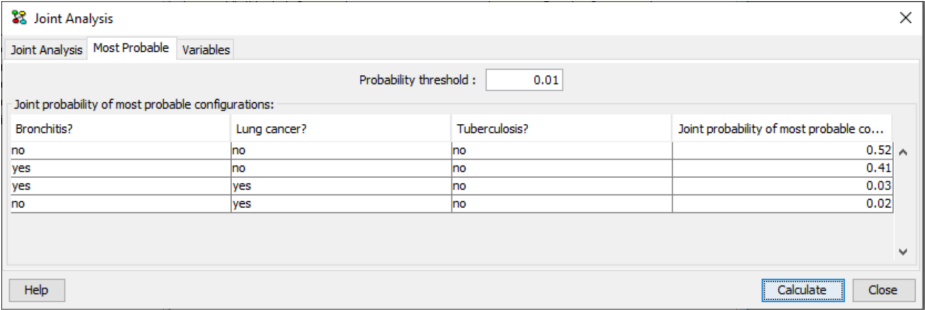 Joint Analysis
Joint Analysis Most Probable Variables
Probability threshold : 0.01
Joint probability of most probable configurations:
Bronchitis? Lung cancer? Tuberculosis? Joint probability of most probable co...
no no no 0.52
yes no no 0.41
yes yes no 0.03
no yes no 0.02
Help Calculate Close